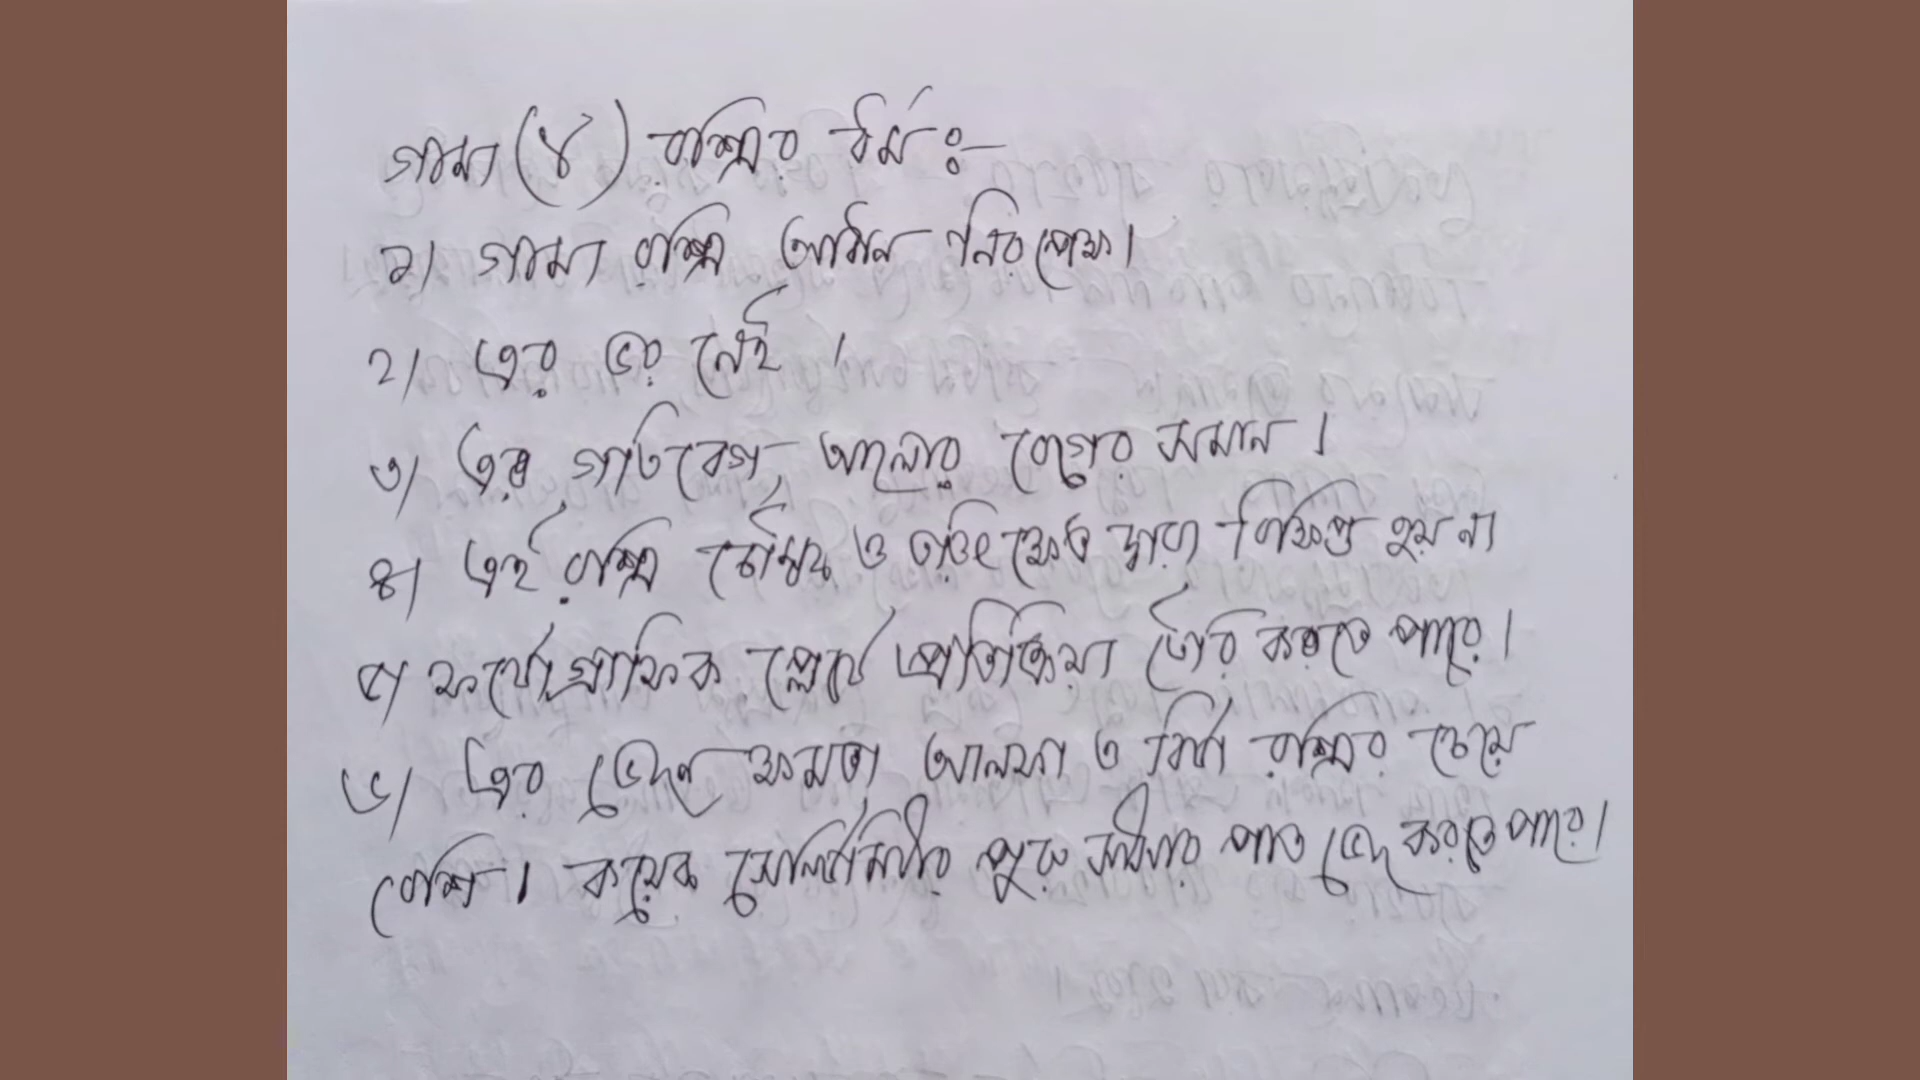 গামা (γ) রশ্মির ধর্ম ঃ-
১। গামা রশ্মি আধান নিরপেক্ষ।
২। এর ভর নেই ।
৩। এর গতিবেগ আলোর বেগের সমান ।
৪। এই রশ্মি চৌম্বক ও তড়িৎ ক্ষেত্র দ্বারা বিক্ষিপ্ত হয় না
৫। ফটোগ্রাফিক প্লেটে প্রতিক্রিয়া তৈরি করতে পারে।
৬। এর ভেদন ক্ষমতা আলফা ও বিটা রশ্মির চেয়ে
বেশি। কয়েক সেন্টিমিটার পুরু সীসার পাত ভেদ করতে পারে।